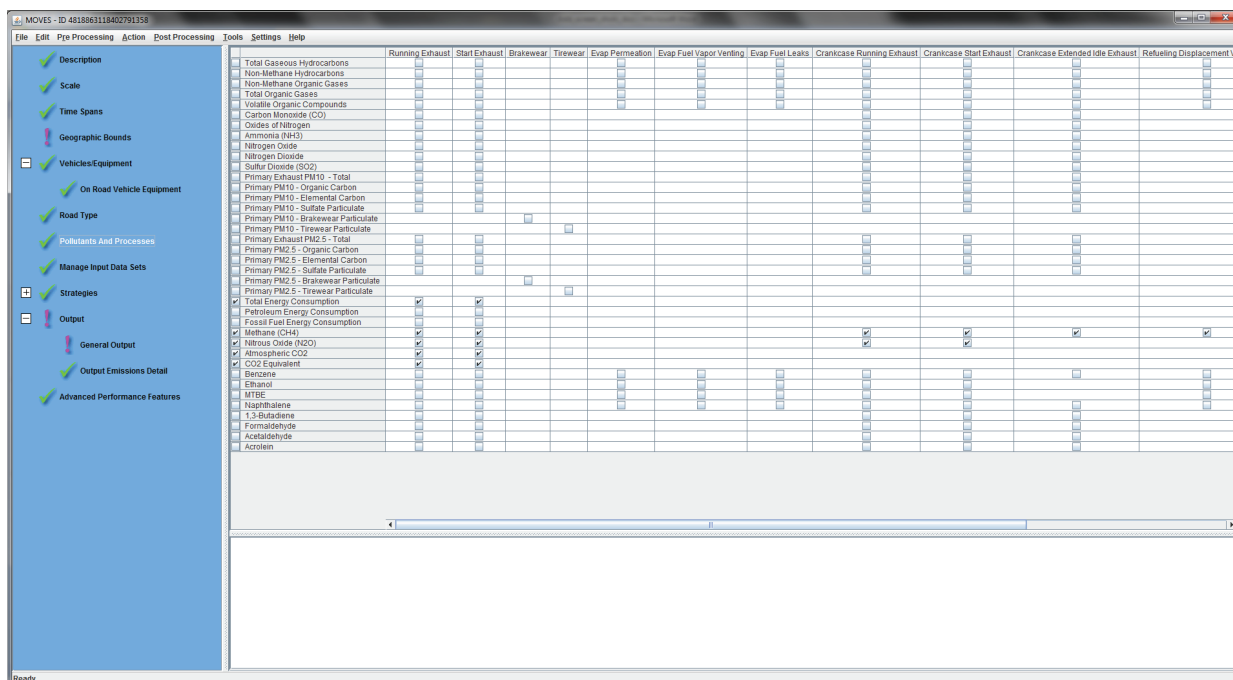 MOVES - ID 4818863118402791358
File Edit Pre Processing Action Post Processing Tools Settings Help
Description
Scale
Time Spans
Geographic Bounds
Vehicles/Equipment
On Road Vehicle Equipment
Road Type
Pollutants And Processes
Manage Input Data Sets
Strategies
Output
General Output
Output Emissions Detail
Advanced Performance Features
Running Exhaust Start Exhaust Brakewear Tirewear Evap Permeation Evap Fuel Vapor Venting Evap Fuel Leaks Crankcase Running Exhaust Crankcase Start Exhaust Crankcase Extended Idle Exhaust Refueling Displacement V
Total Gaseous Hydrocarbons
Non-Methane Hydrocarbons
Non-Methane Organic Gases
Total Organic Gases
Volatile Organic Compounds
Carbon Monoxide (CO)
Oxides of Nitrogen
Ammonia (NH3)
Nitrogen Oxide
Nitrogen Dioxide
Sulfur Dioxide (SO2)
Primary Exhaust PM10 - Total
Primary PM10 - Organic Carbon
Primary PM10 - Elemental Carbon
Primary PM10 - Sulfate Particulate
Primary PM10 - Brakewear Particulate
Primary PM10 - Tirewear Particulate
Primary Exhaust PM2.5 - Total
Primary PM2.5 - Organic Carbon
Primary PM2.5 - Elemental Carbon
Primary PM2.5 - Sulfate Particulate
Primary PM2.5 - Brakewear Particulate
Primary PM2.5 - Tirewear Particulate
Total Energy Consumption
Petroleum Energy Consumption
Fossil Fuel Energy Consumption
Methane (CH4)
Nitrous Oxide (N2O)
Atmospheric CO2
CO2 Equivalent
Benzene
Ethanol
MTBE
Naphthalene
1,3-Butadiene
Formaldehyde
Acetaldehyde
Acrolein
Ready